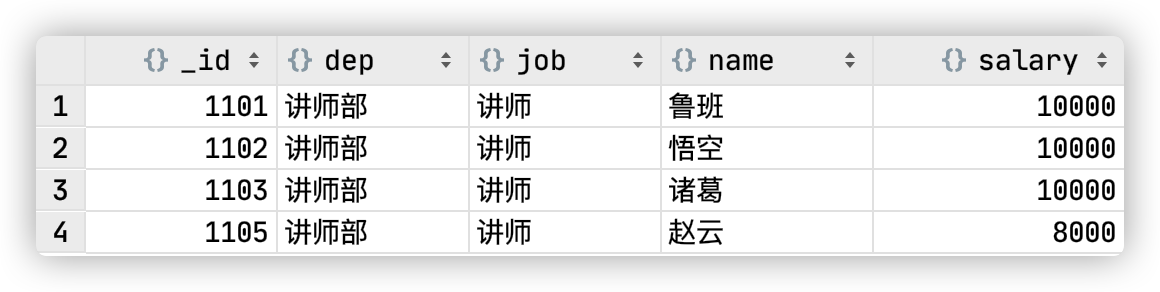 {} _id {} dep {} job {} name {} salary
1 1101 讲师部 讲师 鲁班 10000
2 1102 讲师部 讲师 悟空 10000
3 1103 讲师部 讲师 诸葛 10000
4 1105 讲师部 讲师 赵云 8000